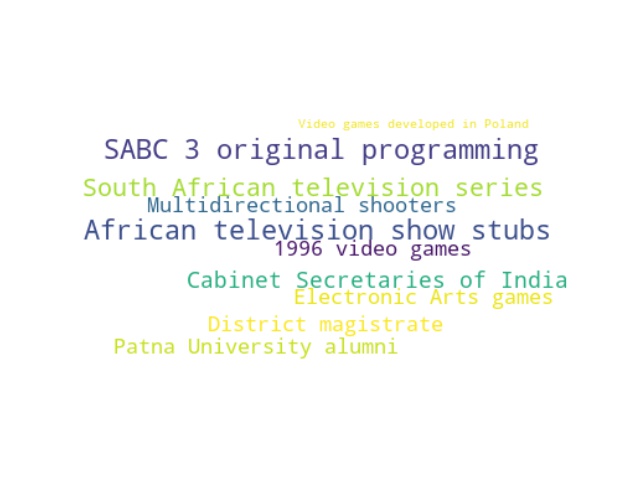 Video games developed in Poland
SABC 3 original programming
South African television series
Multidirectional shooters
African television show stubs
1996 video games
Cabinet Secretaries of India
Electronic Arts games
District magistrate
Patna University alumni